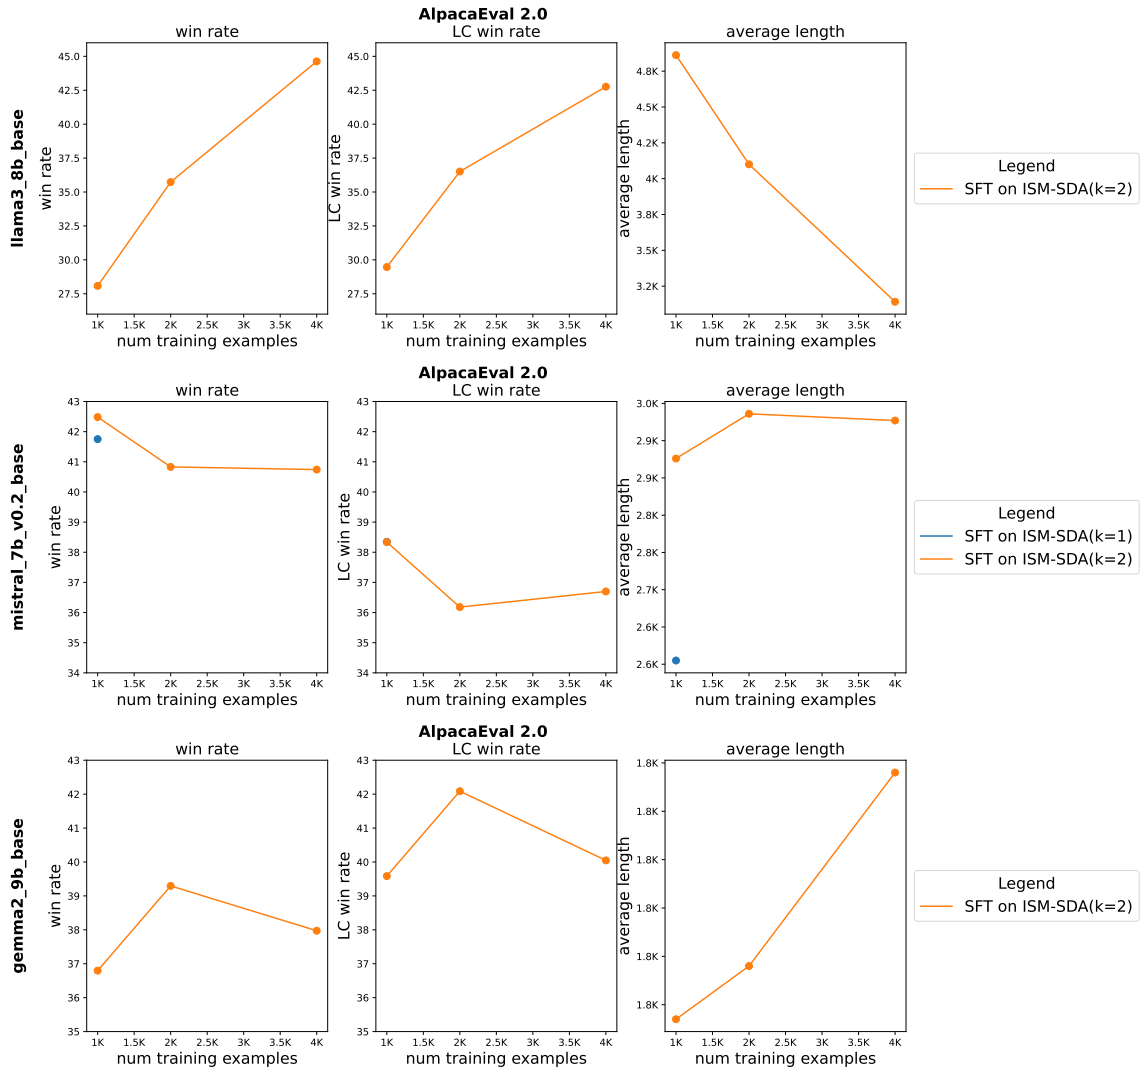 AlpacaEval 2.0
win rate
LC win rate
average length
llama3_8b_base
win rate
45.0
42.5
40.0
37.5
35.0
32.5
30.0
27.5
1K 1.5K 2K 2.5K 3K 3.5K 4K
num training examples
LC win rate
45.0
42.5
40.0
37.5
35.0
32.5
30.0
27.5
1K 1.5K 2K 2.5K 3K 3.5K 4K
num training examples
average length
4.8K
4.5K
4.2K
4K
3.8K
3.5K
3.2K
1K 1.5K 2K 2.5K 3K 3.5K 4K
num training examples
Legend
SFT on ISM-SDA(k=2)
AlpacaEval 2.0
win rate
LC win rate
average length
mistral_7b_v0.2_base
win rate
43
42
41
40
39
38
37
36
35
34
1K 1.5K 2K 2.5K 3K 3.5K 4K
num training examples
LC win rate
43
42
41
40
39
38
37
36
35
34
1K 1.5K 2K 2.5K 3K 3.5K 4K
num training examples
average length
3.0K
2.9K
2.9K
2.8K
2.8K
2.7K
2.6K
2.6K
1K 1.5K 2K 2.5K 3K 3.5K 4K
num training examples
Legend
SFT on ISM-SDA(k=1)
SFT on ISM-SDA(k=2)
AlpacaEval 2.0
win rate
LC win rate
average length
gemma2_9b_base
win rate
43
42
41
40
39
38
37
36
35
1K 1.5K 2K 2.5K 3K 3.5K 4K
num training examples
LC win rate
43
42
41
40
39
38
37
36
35
1K 1.5K 2K 2.5K 3K 3.5K 4K
num training examples
average length
1.8K
1.8K
1.8K
1.8K
1.8K
1.8K
1K 1.5K 2K 2.5K 3K 3.5K 4K
num training examples
Legend
SFT on ISM-SDA(k=2)